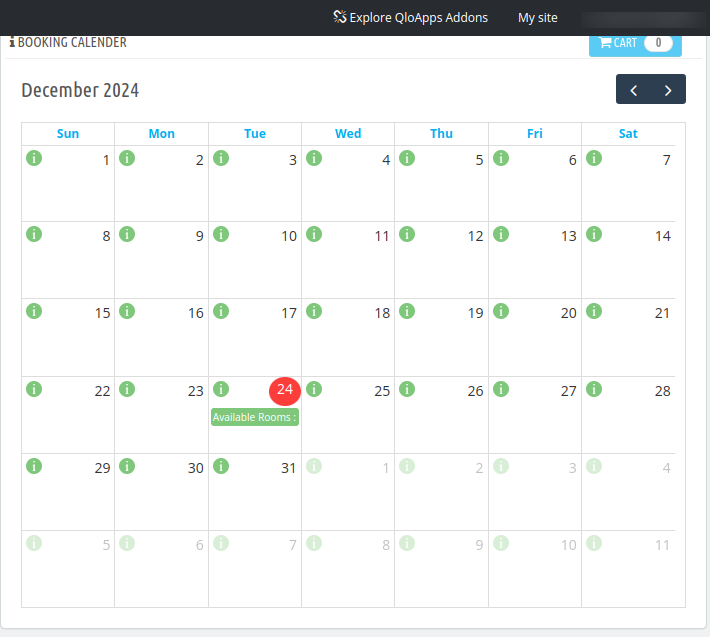 Explore QloApps Addons My site
i BOOKING CALENDER CART 0
December 2024
Sun Mon Tue Wed Thu Fri Sat
1 2 3 4 5 6 7
8 9 10 11 12 13 14
15 16 17 18 19 20 21
22 23 24 25 26 27 28
Available Rooms :
29 30 31 1 2 3 4
5 6 7 8 9 10 11